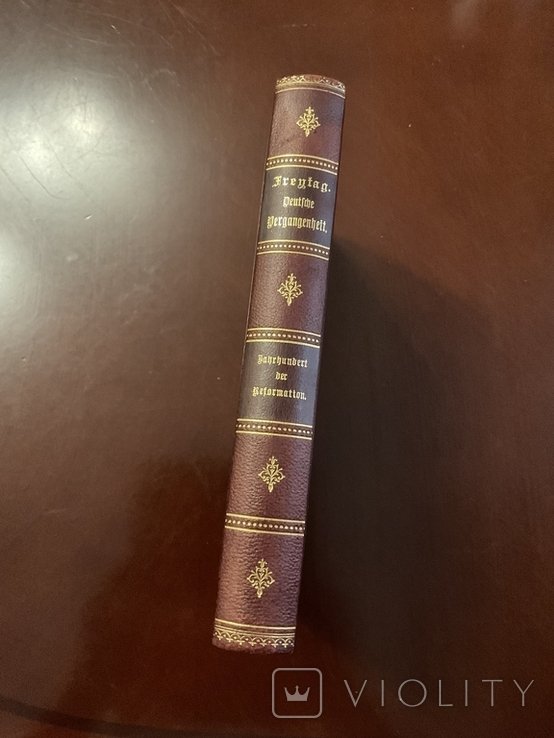 Freytag.
Deutsche
Vergangenheit.
Jahrhundert
der
Reformation.
VIOLITY